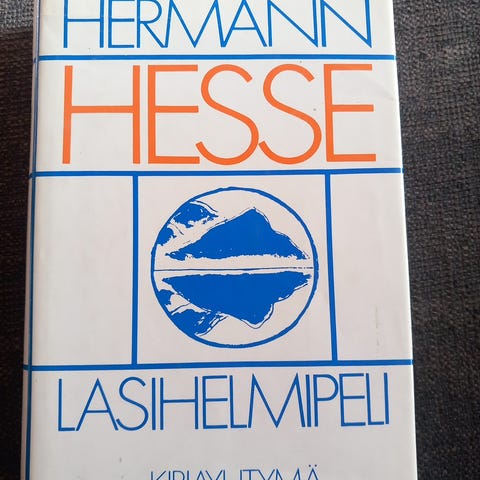 HERMANN
HESSE
LASIHELMIPELI
KIRJAYHTYMÄ